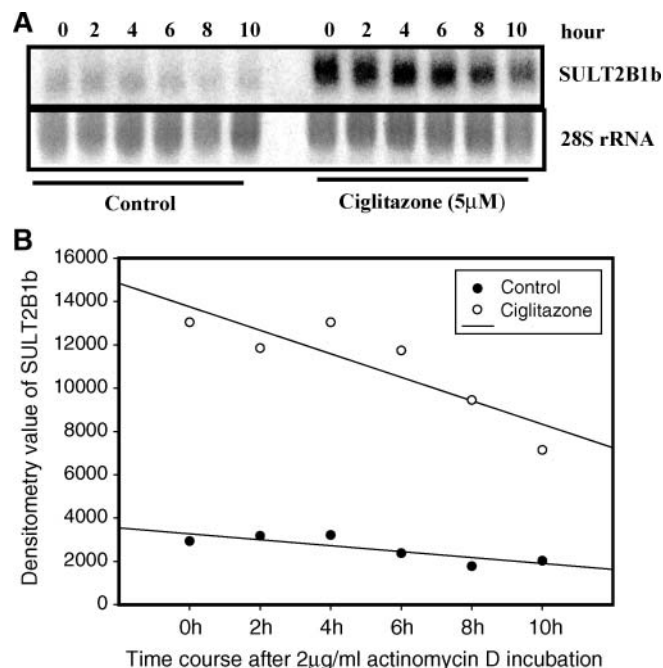 A
0 2 4 6 8 10 0 2 4 6 8 10 hour
SULT2B1b
28S rRNA
Control Ciglitazone (5μM)
B
16000
14000
12000
10000
8000
6000
4000
2000
0
Densitometry value of SULT2B1b
Control
Ciglitazone
0h 2h 4h 6h 8h 10h
Time course after 2μg/ml actinomycin D incubation